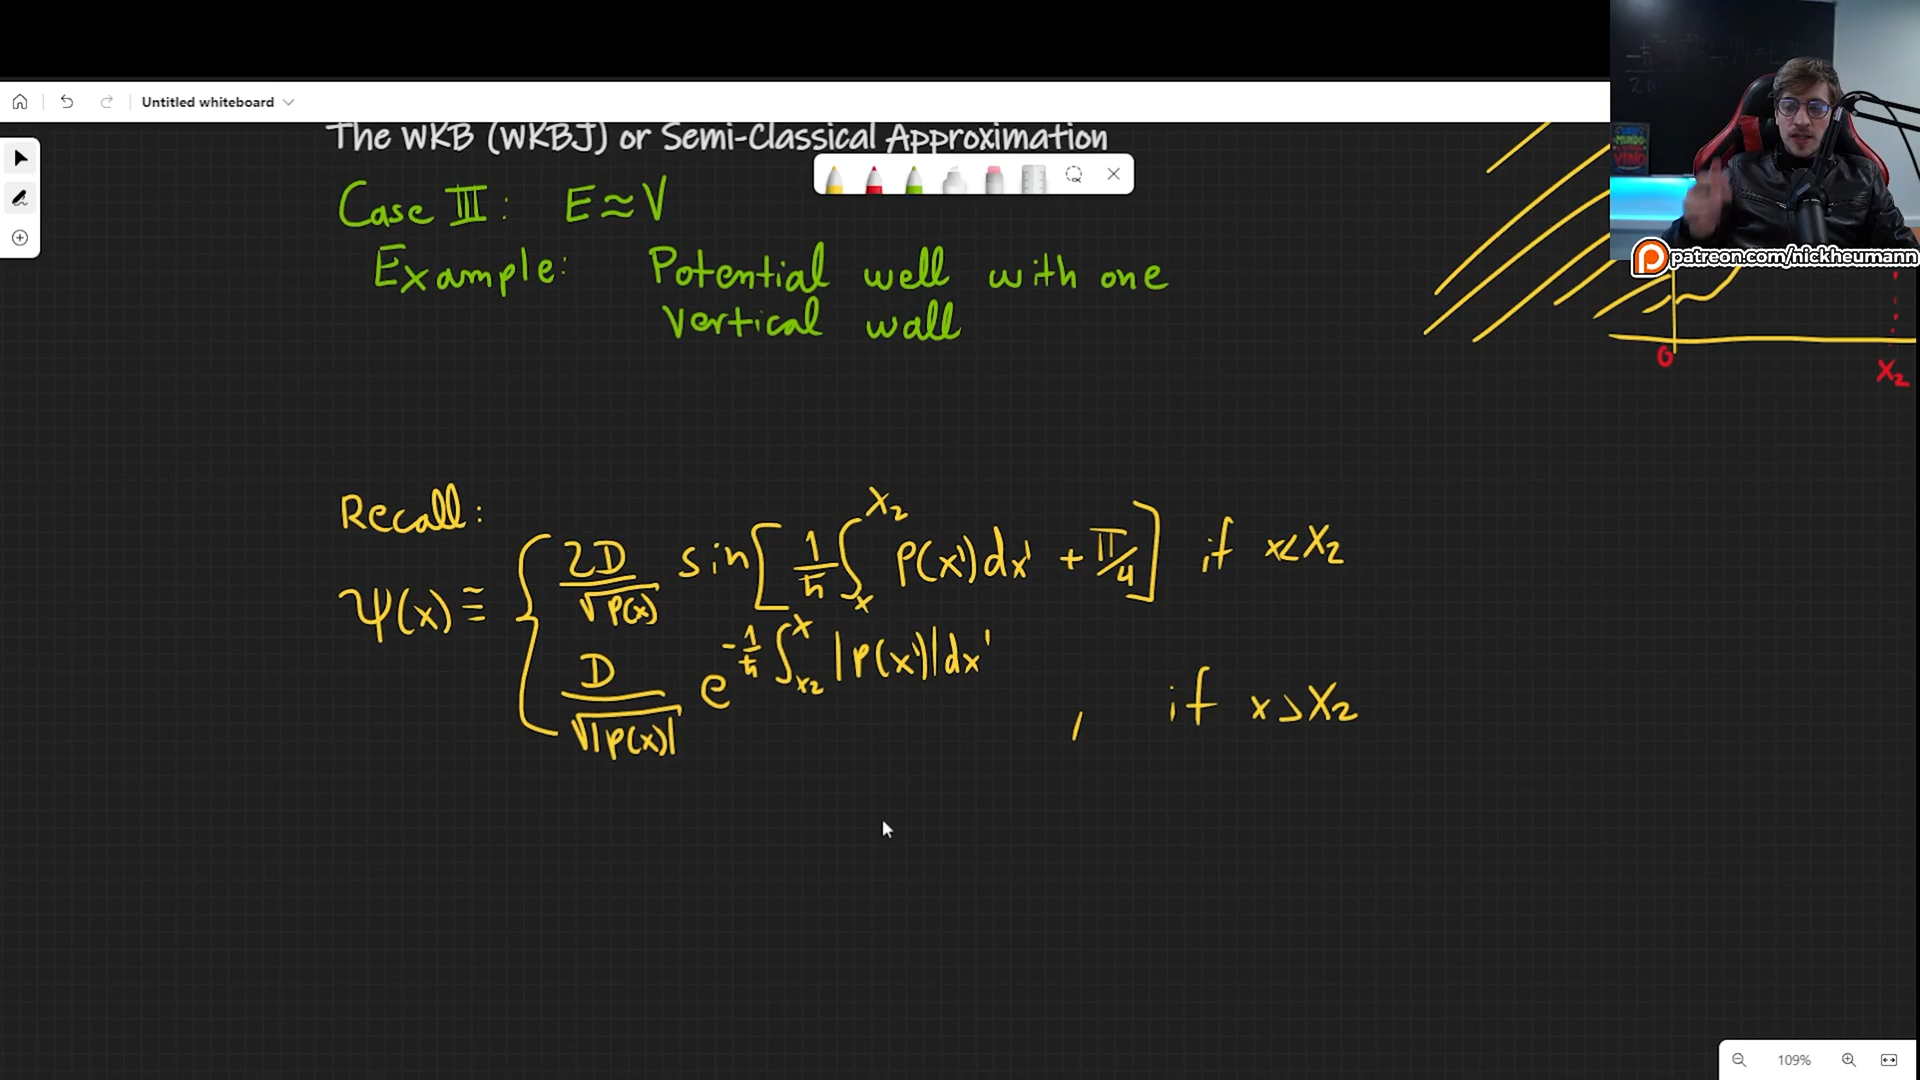 Untitled whiteboard
The WKB (WKBJ) or Semi-Classical Approximation
Case III: E≈V
Example: Potential well with one
vertical wall
patreon.com/nickheumann
0
X₂
Recall:
Ψ(x) ≅ { 2D/√p(x) sin[1/ħ ∫ₓ^X₂ p(x')dx' + π/4] if x<X₂
D/√|p(x)| e^(-1/ħ ∫_x₂^x |p(x')|dx') , if x>X₂
109%